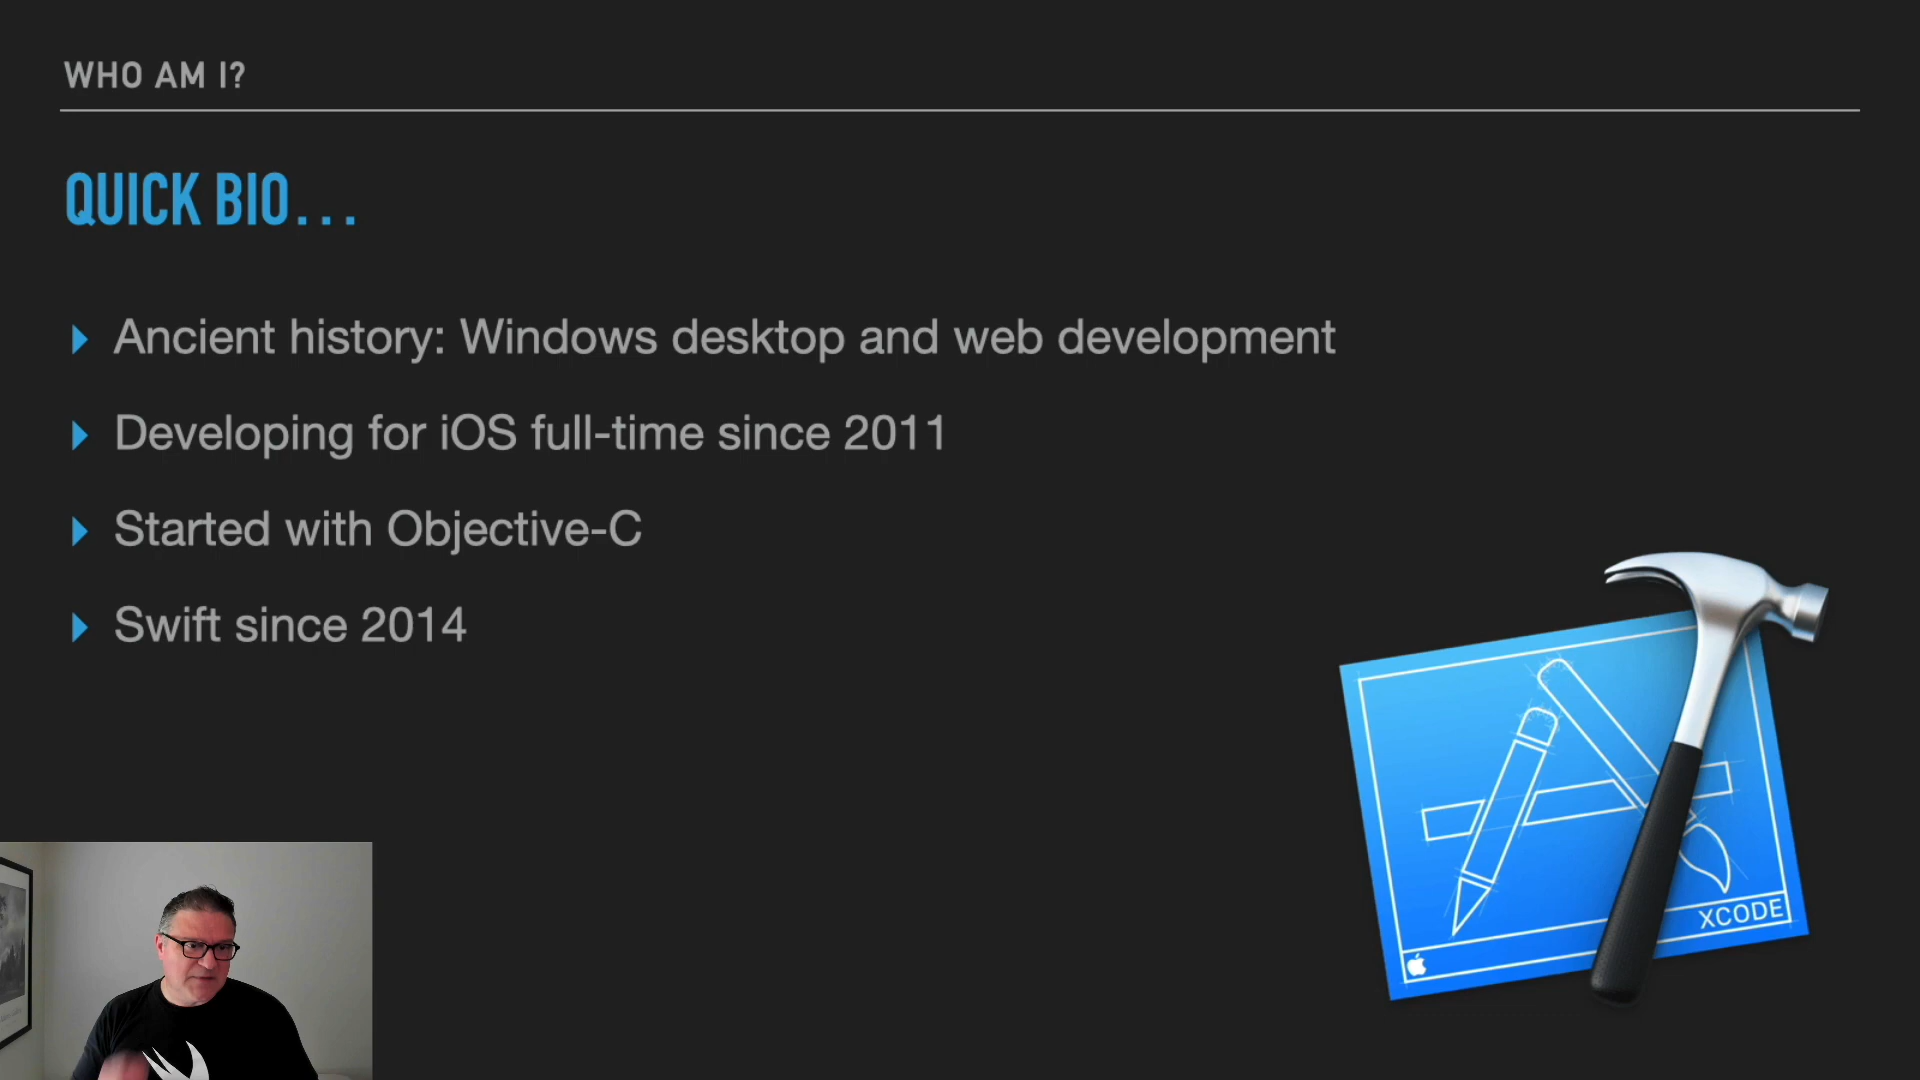 WHO AM I?
QUICK BIO...
Ancient history: Windows desktop and web development
Developing for iOS full-time since 2011
Started with Objective-C
Swift since 2014
XCODE